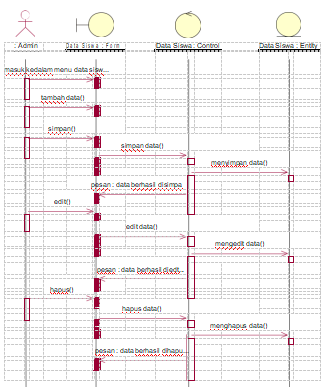 : Admin
Data Siswa : Form
Data Siswa : Control
Data Siswa : Entity
masuk kedalam menu data sisw...
tambah data()
simpan()
simpan data()
menyimpan data()
pesan : data berhasil disimpa...
edit()
edit data()
mengedit data()
pesan : data berhasil diedit...
hapus()
hapus data()
menghapus data()
pesan : data berhasil dihapu...